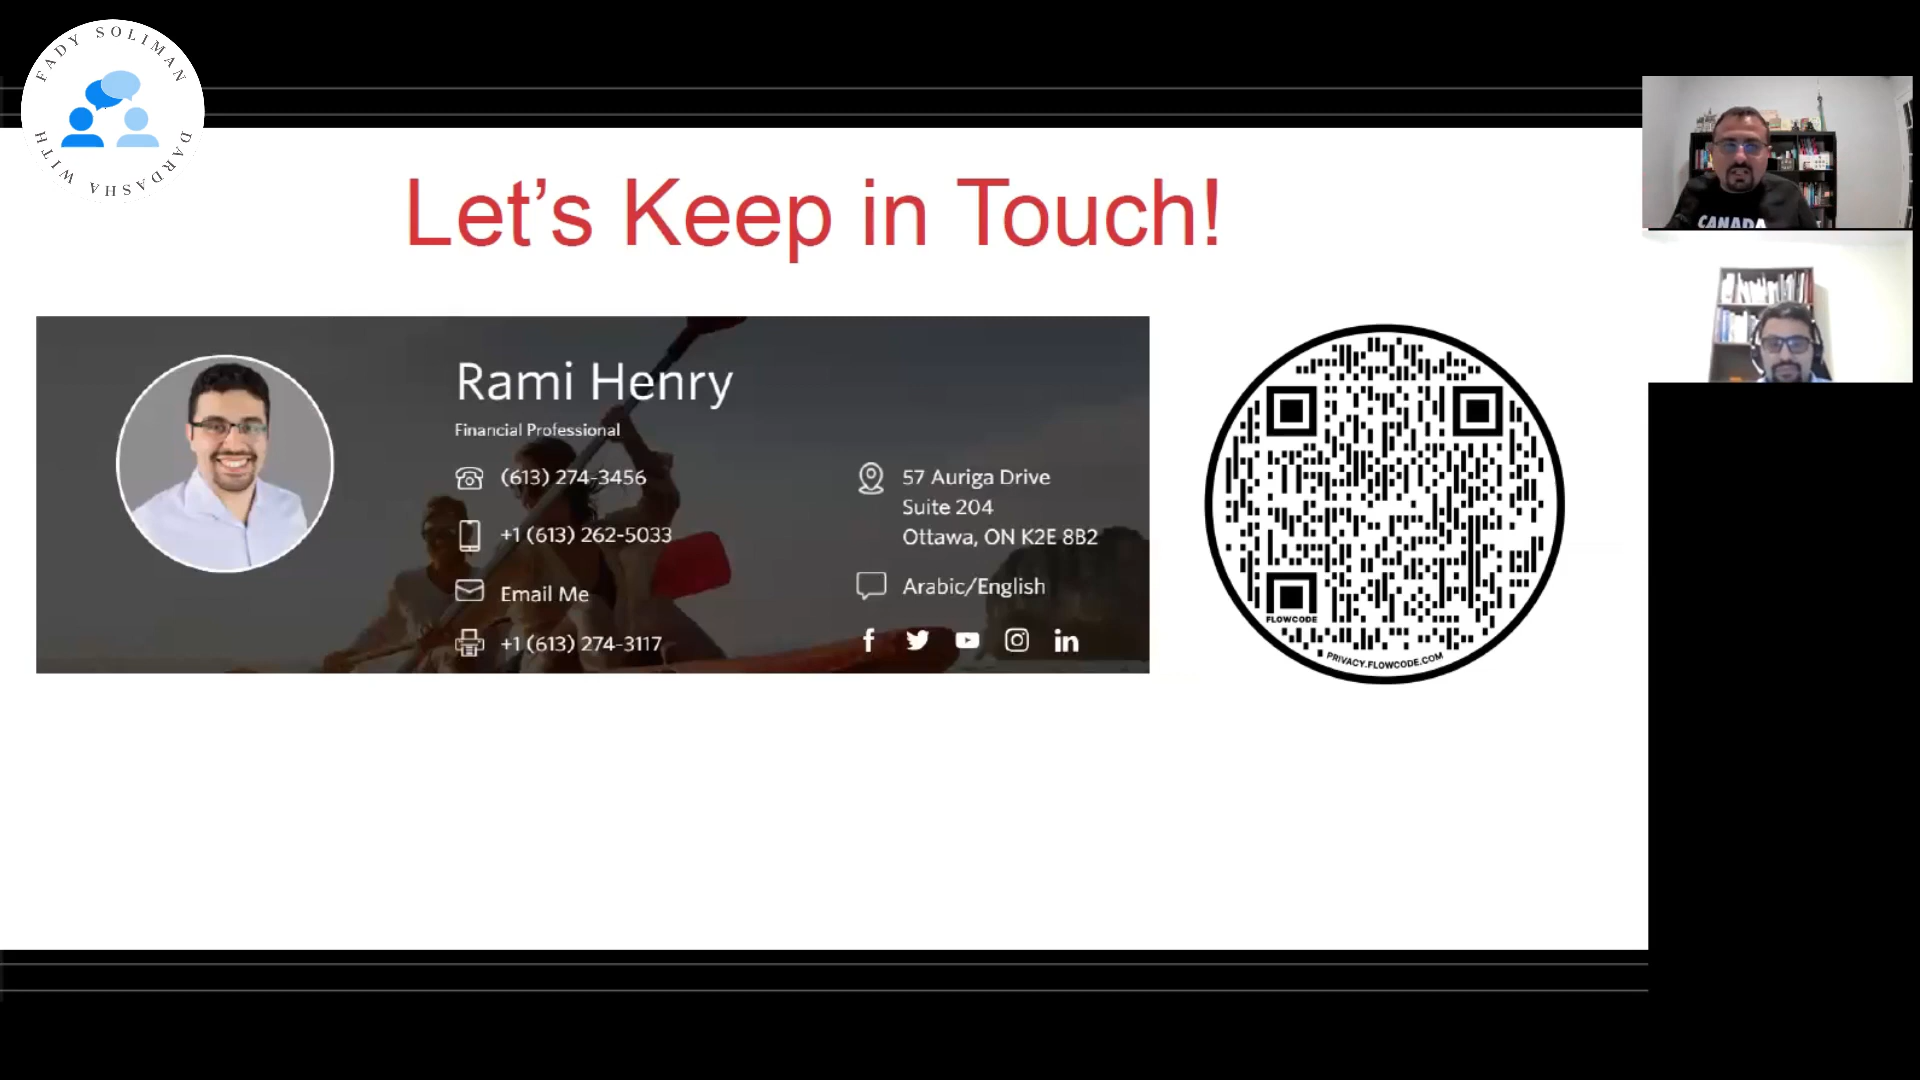 FADY SOLIMAN
DARDASHA WITH
Let’s Keep in Touch!
Rami Henry
Financial Professional
(613) 274-3456
+1 (613) 262-5033
Email Me
+1 (613) 274-3117
57 Auriga Drive
Suite 204
Ottawa, ON K2E 8B2
Arabic/English
FLOWCODE
PRIVACY.FLOWCODE.COM
CANADA